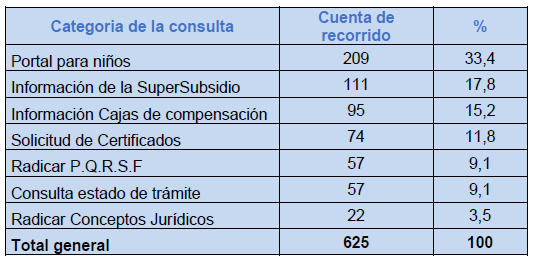 Categoria de la consulta Cuenta de recorrido %
Portal para niños 209 33,4
Información de la SuperSubsidio 111 17,8
Información Cajas de compensación 95 15,2
Solicitud de Certificados 74 11,8
Radicar P.Q.R.S.F 57 9,1
Consulta estado de trámite 57 9,1
Radicar Conceptos Jurídicos 22 3,5
Total general 625 100